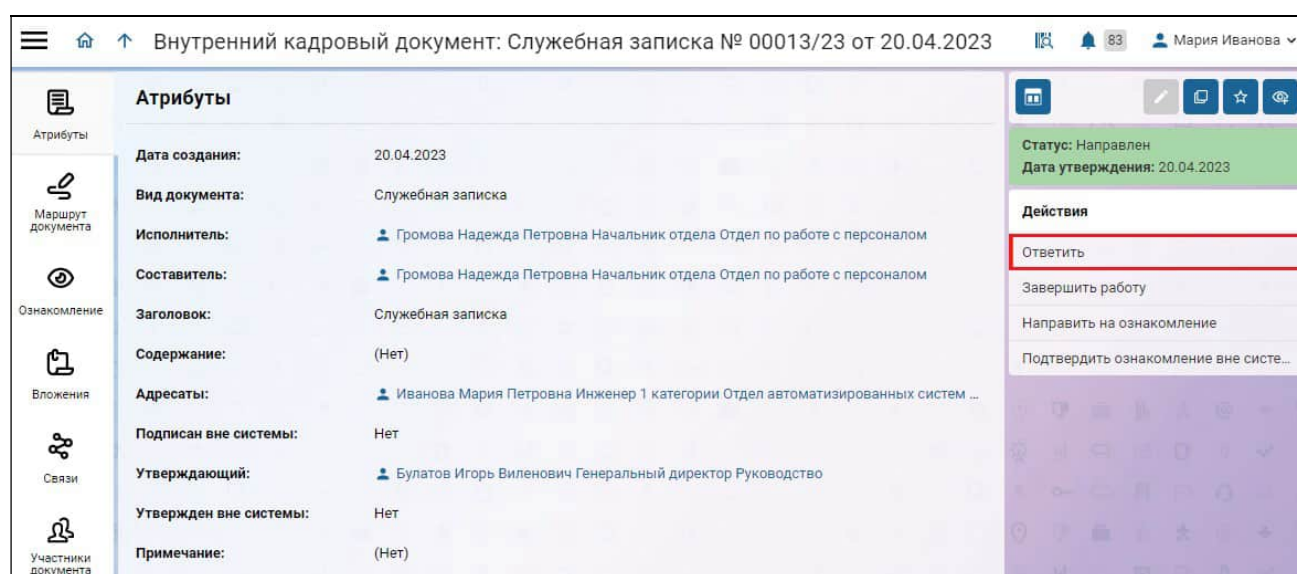 Внутренний кадровый документ: Служебная записка № 00013/23 от 20.04.2023
83
Мария Иванова
Атрибуты
Маршрут
документа
Ознакомление
Вложения
Связи
Участники
документа
Атрибуты
Дата создания: 20.04.2023
Вид документа: Служебная записка
Исполнитель: Громова Надежда Петровна Начальник отдела Отдел по работе с персоналом
Составитель: Громова Надежда Петровна Начальник отдела Отдел по работе с персоналом
Заголовок: Служебная записка
Содержание: (Нет)
Адресаты: Иванова Мария Петровна Инженер 1 категории Отдел автоматизированных систем ...
Подписан вне системы: Нет
Утверждающий: Булатов Игорь Виленович Генеральный директор Руководство
Утвержден вне системы: Нет
Примечание: (Нет)
Статус: Направлен
Дата утверждения: 20.04.2023
Действия
Ответить
Завершить работу
Направить на ознакомление
Подтвердить ознакомление вне систе...